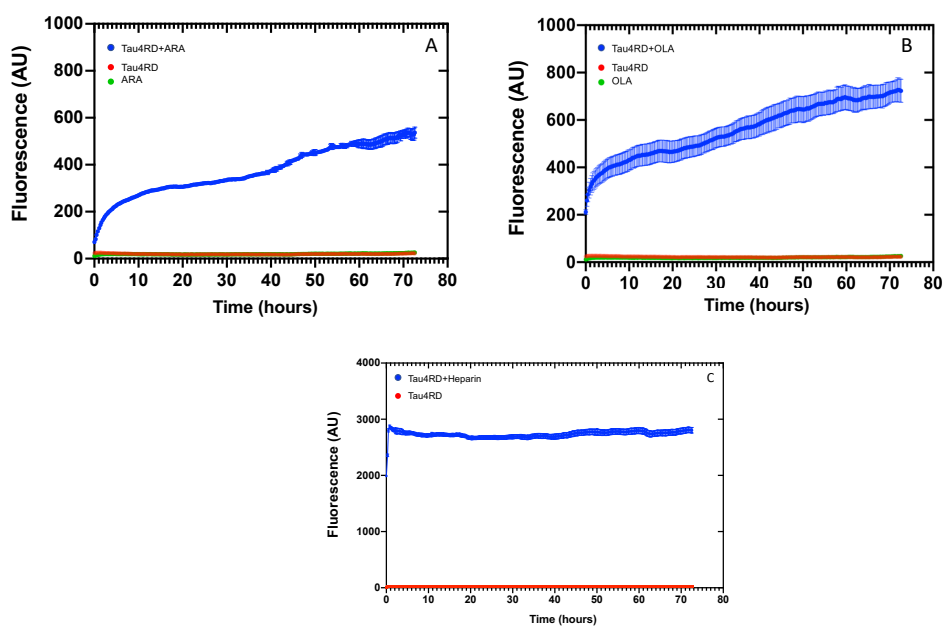 A
Tau4RD+ARA
Tau4RD
ARA
Fluorescence (AU)
1000
800
600
400
200
0
0 10 20 30 40 50 60 70 80
Time (hours)
B
Tau4RD+OLA
Tau4RD
OLA
Fluorescence (AU)
1000
800
600
400
200
0
0 10 20 30 40 50 60 70 80
Time (hours)
C
Tau4RD+Heparin
Tau4RD
Fluorescence (AU)
4000
3000
2000
1000
0
0 10 20 30 40 50 60 70 80
Time (hours)